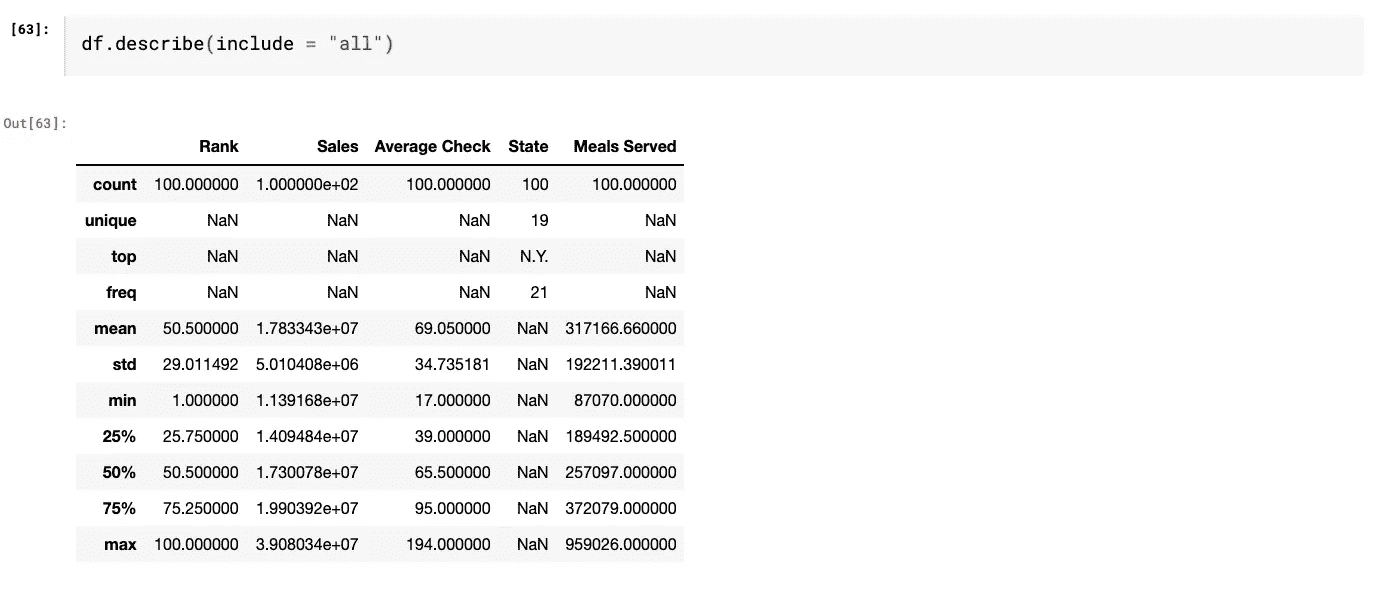 [63]: df.describe(include = "all")
Out[63]:
Rank Sales Average Check State Meals Served
count 100.000000 1.000000e+02 100.000000 100 100.000000
unique NaN NaN NaN 19 NaN
top NaN NaN NaN N.Y. NaN
freq NaN NaN NaN 21 NaN
mean 50.500000 1.783343e+07 69.050000 NaN 317166.660000
std 29.011492 5.010408e+06 34.735181 NaN 192211.390011
min 1.000000 1.139168e+07 17.000000 NaN 87070.000000
25% 25.750000 1.409484e+07 39.000000 NaN 189492.500000
50% 50.500000 1.730078e+07 65.500000 NaN 257097.000000
75% 75.250000 1.990392e+07 95.000000 NaN 372079.000000
max 100.000000 3.908034e+07 194.000000 NaN 959026.000000